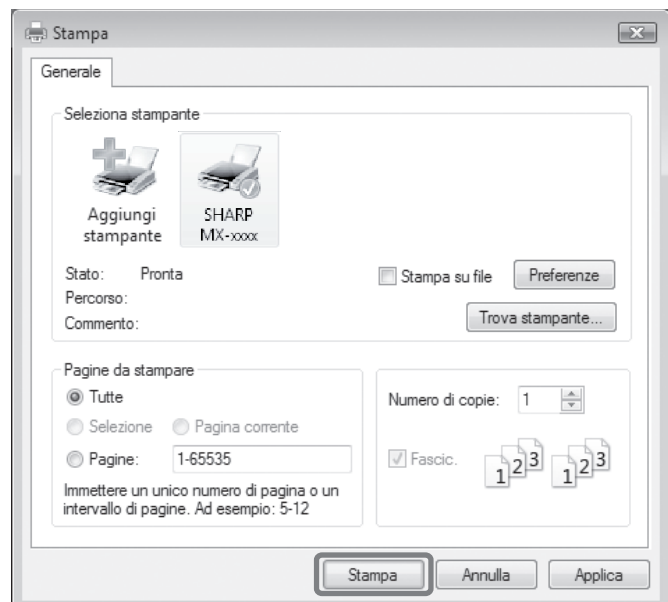 Stampa
Generale
Seleziona stampante
Aggiungi
stampante
SHARP
MX-xxxx
Stato: Pronta
Percorso:
Commento:
Stampa su file
Preferenze
Trova stampante...
Pagine da stampare
Tutte
Selezione Pagina corrente
Pagine: 1-65535
Immettere un unico numero di pagina o un
intervallo di pagine. Ad esempio: 5-12
Numero di copie: 1
Fascic.
1 2 3 1 2 3
Stampa Annulla Applica